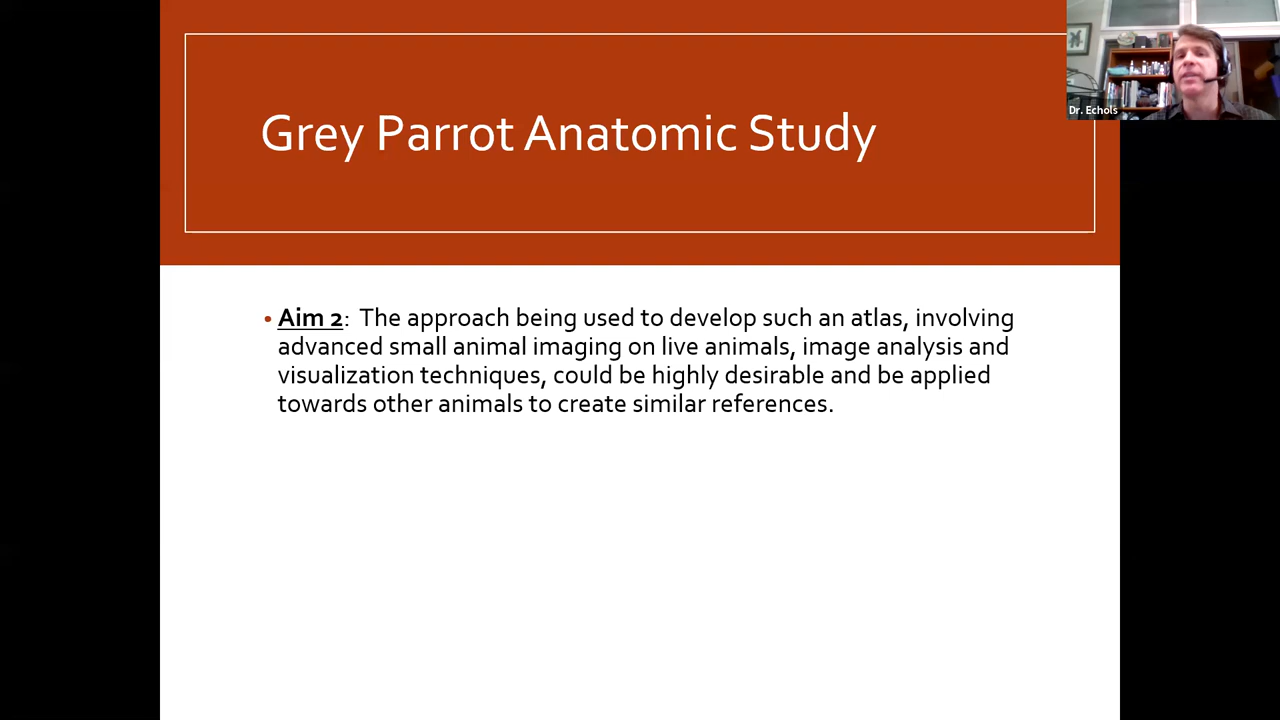 Grey Parrot Anatomic Study
Dr. Echols
• Aim 2:  The approach being used to develop such an atlas, involving
advanced small animal imaging on live animals, image analysis and
visualization techniques, could be highly desirable and be applied
towards other animals to create similar references.